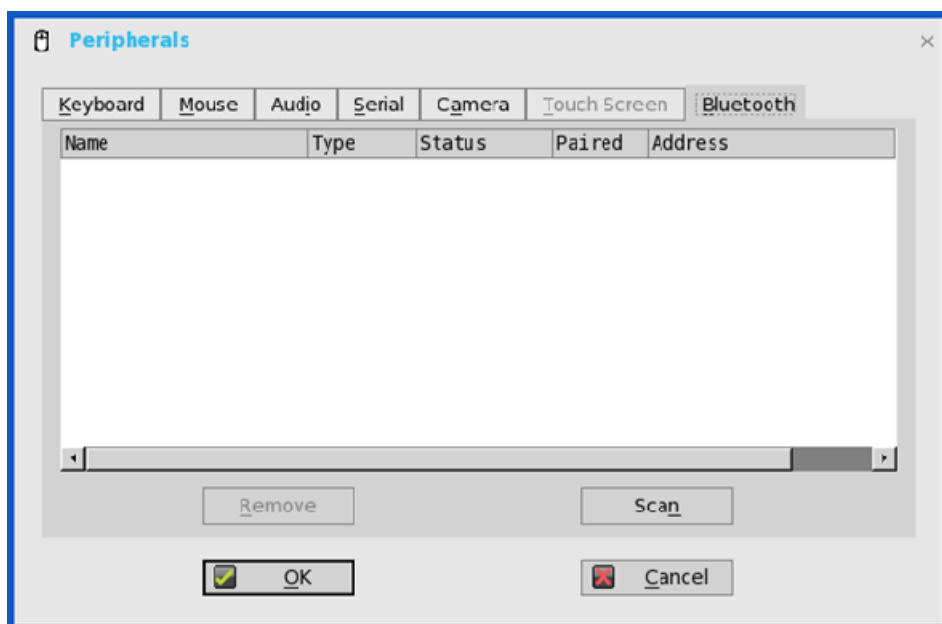 Peripherals
Keyboard Mouse Audio Serial Camera Touch Screen Bluetooth
Name Type Status Paired Address
Remove Scan
OK Cancel